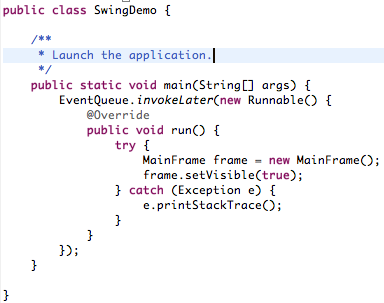 public class SwingDemo {
/**
* Launch the application.
*/
public static void main(String[] args) {
EventQueue.invokeLater(new Runnable() {
@Override
public void run() {
try {
MainFrame frame = new MainFrame();
frame.setVisible(true);
} catch (Exception e) {
e.printStackTrace();
}
}
});
}
}